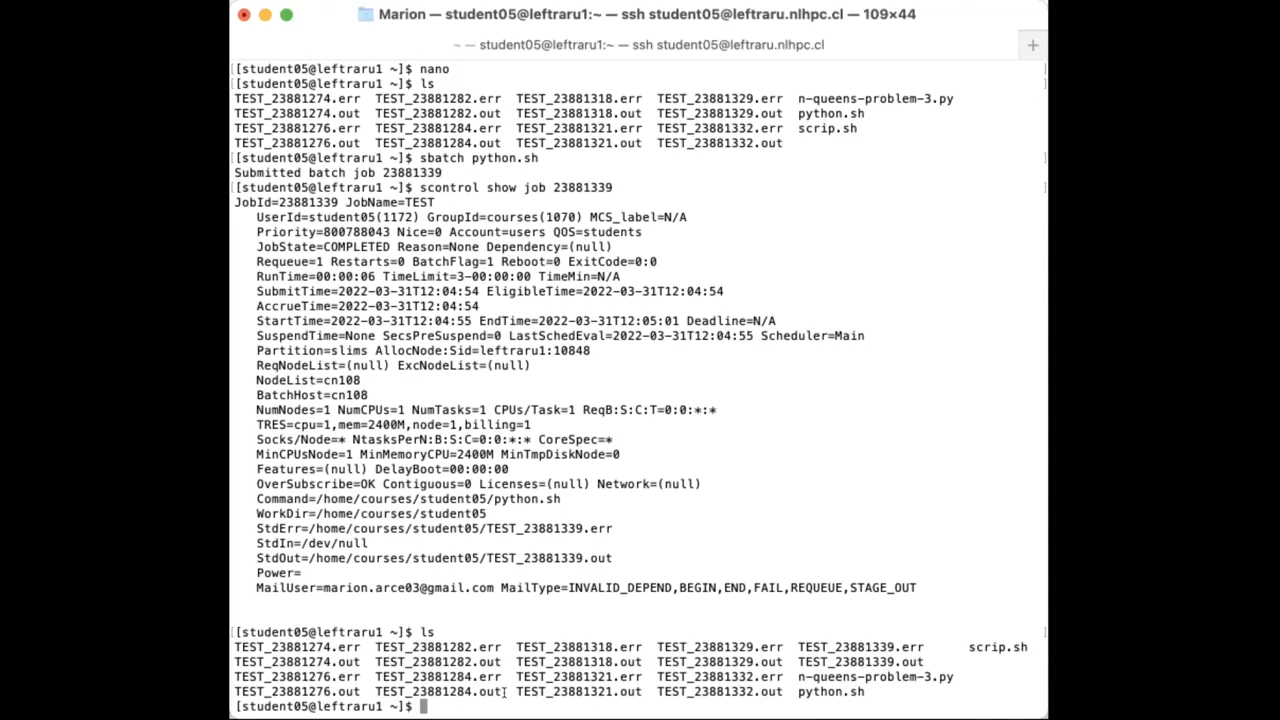 Marion — student05@leftraru1:~ — ssh student05@leftraru.nlhpc.cl — 109×44
~ — student05@leftraru1:~ — ssh student05@leftraru.nlhpc.cl
[student05@leftraru1 ~]$ nano
[student05@leftraru1 ~]$ ls
TEST_23881274.err  TEST_23881282.err  TEST_23881318.err  TEST_23881329.err  n-queens-problem-3.py
TEST_23881274.out  TEST_23881282.out  TEST_23881318.out  TEST_23881329.out  python.sh
TEST_23881276.err  TEST_23881284.err  TEST_23881321.err  TEST_23881332.err  scrip.sh
TEST_23881276.out  TEST_23881284.out  TEST_23881321.out  TEST_23881332.out
[student05@leftraru1 ~]$ sbatch python.sh
Submitted batch job 23881339
[student05@leftraru1 ~]$ scontrol show job 23881339
JobId=23881339 JobName=TEST
UserId=student05(1172) GroupId=courses(1070) MCS_label=N/A
Priority=800788043 Nice=0 Account=users QOS=students
JobState=COMPLETED Reason=None Dependency=(null)
Requeue=1 Restarts=0 BatchFlag=1 Reboot=0 ExitCode=0:0
RunTime=00:00:06 TimeLimit=3-00:00:00 TimeMin=N/A
SubmitTime=2022-03-31T12:04:54 EligibleTime=2022-03-31T12:04:54
AccrueTime=2022-03-31T12:04:54
StartTime=2022-03-31T12:04:55 EndTime=2022-03-31T12:05:01 Deadline=N/A
SuspendTime=None SecsPreSuspend=0 LastSchedEval=2022-03-31T12:04:55 Scheduler=Main
Partition=slims AllocNode:Sid=leftraru1:10848
ReqNodeList=(null) ExcNodeList=(null)
NodeList=cn108
BatchHost=cn108
NumNodes=1 NumCPUs=1 NumTasks=1 CPUs/Task=1 ReqB:S:C:T=0:0:*:*
TRES=cpu=1,mem=2400M,node=1,billing=1
Socks/Node=* NtasksPerN:B:S:C=0:0:*:* CoreSpec=*
MinCPUsNode=1 MinMemoryCPU=2400M MinTmpDiskNode=0
Features=(null) DelayBoot=00:00:00
OverSubscribe=OK Contiguous=0 Licenses=(null) Network=(null)
Command=/home/courses/student05/python.sh
WorkDir=/home/courses/student05
StdErr=/home/courses/student05/TEST_23881339.err
StdIn=/dev/null
StdOut=/home/courses/student05/TEST_23881339.out
Power=
MailUser=marion.arce03@gmail.com MailType=INVALID_DEPEND,BEGIN,END,FAIL,REQUEUE,STAGE_OUT
[student05@leftraru1 ~]$ ls
TEST_23881274.err  TEST_23881282.err  TEST_23881318.err  TEST_23881329.err  TEST_23881339.err  scrip.sh
TEST_23881274.out  TEST_23881282.out  TEST_23881318.out  TEST_23881329.out  TEST_23881339.out
TEST_23881276.err  TEST_23881284.err  TEST_23881321.err  TEST_23881332.err  n-queens-problem-3.py
TEST_23881276.out  TEST_23881284.out  TEST_23881321.out  TEST_23881332.out  python.sh
[student05@leftraru1 ~]$